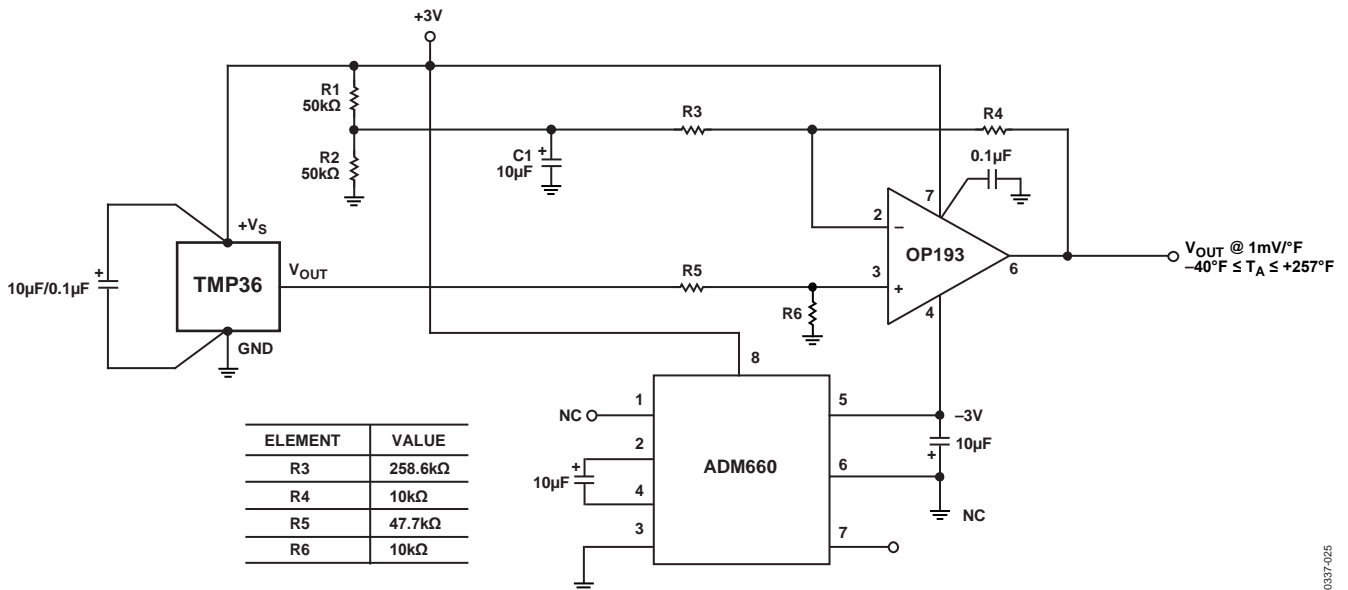 +3V
R1
50kΩ
R2
50kΩ
C1
10µF
+
R3
R4
0.1µF
7
2
−
OP193
6
3
+
4
VOUT @ 1mV/°F
–40°F ≤ TA ≤ +257°F
+VS
10µF/0.1µF
+
TMP36
VOUT
GND
R5
R6
8
NC
1
2
+
10µF
4
3
ADM660
5
–3V
10µF
+
6
NC
7
ELEMENT VALUE
R3 258.6kΩ
R4 10kΩ
R5 47.7kΩ
R6 10kΩ
0337-025